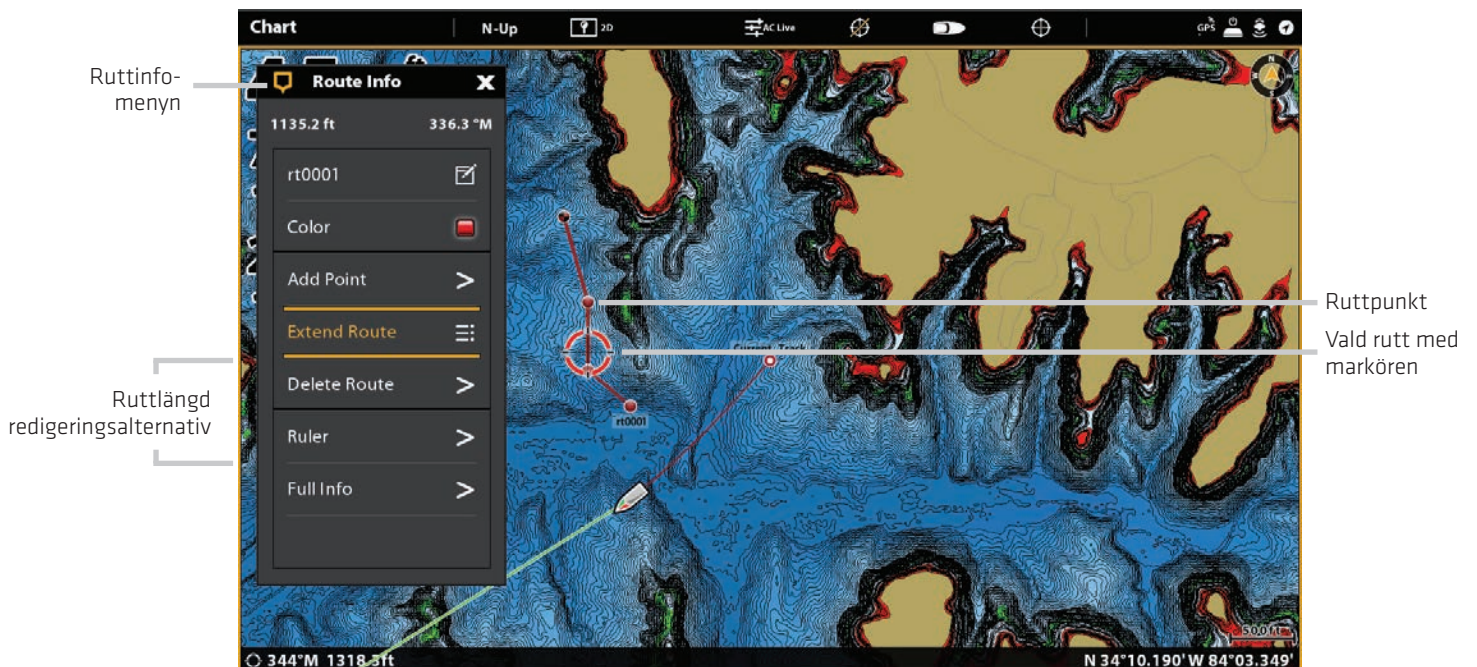 Chart
N-Up
2D
AC Live
GPS
Ruttinfo-
menyn
Route Info X
1135.2 ft 336.3 °M
rt0001
Color
Add Point
Extend Route
Delete Route
Ruler
Full Info
Ruttlängd
redigeringsalternativ
N
W E
S
Current Track
rt0001
Ruttpunkt
Vald rutt med
markören
500ft
344°M 1318.3ft
N 34°10.190' W 84°03.349'